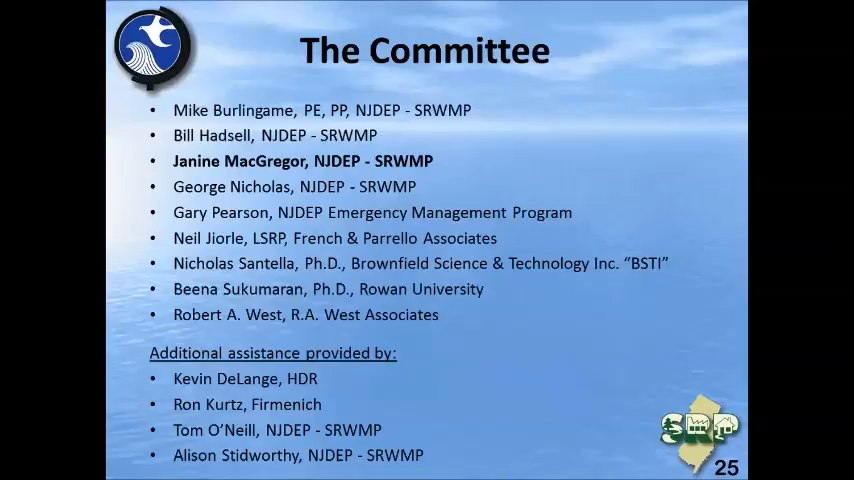 The Committee
• Mike Burlingame, PE, PP, NJDEP - SRWMP
• Bill Hadsell, NJDEP - SRWMP
• Janine MacGregor, NJDEP - SRWMP
• George Nicholas, NJDEP - SRWMP
• Gary Pearson, NJDEP Emergency Management Program
• Neil Jiorle, LSRP, French & Parrello Associates
• Nicholas Santella, Ph.D., Brownfield Science & Technology Inc. “BSTI”
• Beena Sukumaran, Ph.D., Rowan University
• Robert A. West, R.A. West Associates
Additional assistance provided by:
• Kevin DeLange, HDR
• Ron Kurtz, Firmenich
• Tom O’Neill, NJDEP - SRWMP
• Alison Stidworthy, NJDEP - SRWMP
SRP
25